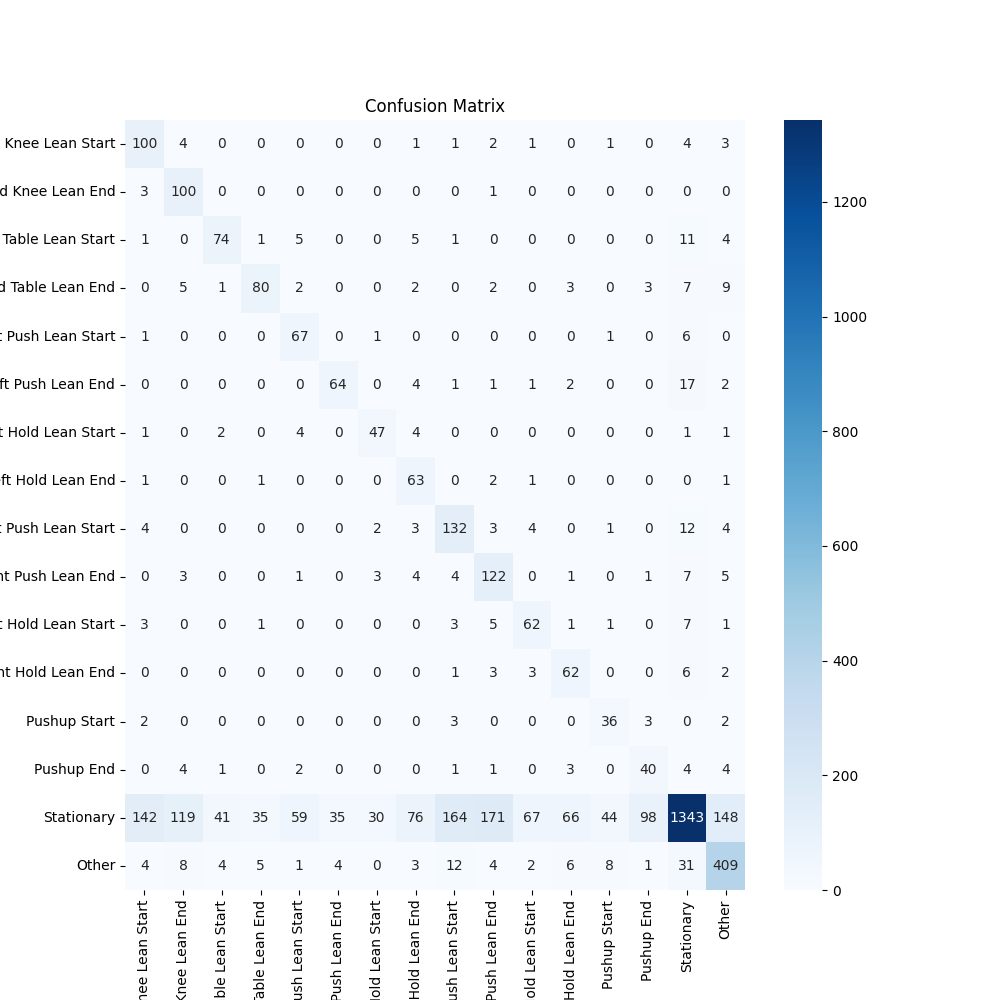 Confusion Matrix
Knee Lean Start 100 4 0 0 0 0 0 1 1 2 1 0 1 0 4 3
d Knee Lean End 3 100 0 0 0 0 0 0 0 1 0 0 0 0 0 0
Table Lean Start 1 0 74 1 5 0 0 5 1 0 0 0 0 0 11 4
d Table Lean End 0 5 1 80 2 0 0 2 0 2 0 3 0 3 7 9
t Push Lean Start 1 0 0 0 67 0 1 0 0 0 0 0 1 0 6 0
ft Push Lean End 0 0 0 0 0 64 0 4 1 1 1 2 0 0 17 2
t Hold Lean Start 1 0 2 0 4 0 47 4 0 0 0 0 0 0 1 1
ft Hold Lean End 1 0 0 1 0 0 0 63 0 2 1 0 0 0 0 1
t Push Lean Start 4 0 0 0 0 0 2 3 132 3 4 0 1 0 12 4
nt Push Lean End 0 3 0 0 1 0 3 4 4 122 0 1 0 1 7 5
t Hold Lean Start 3 0 0 1 0 0 0 0 3 5 62 1 1 0 7 1
nt Hold Lean End 0 0 0 0 0 0 0 0 1 3 3 62 0 0 6 2
Pushup Start 2 0 0 0 0 0 0 0 3 0 0 0 36 3 0 2
Pushup End 0 4 1 0 2 0 0 0 1 1 0 3 0 40 4 4
Stationary 142 119 41 35 59 35 30 76 164 171 67 66 44 98 1343 148
Other 4 8 4 5 1 4 0 3 12 4 2 6 8 1 31 409
nee Lean Start
Knee Lean End
ble Lean Start
Table Lean End
ush Lean Start
Push Lean End
old Lean Start
Hold Lean End
ush Lean Start
Push Lean End
old Lean Start
Hold Lean End
Pushup Start
Pushup End
Stationary
Other
1200
1000
800
600
400
200
0